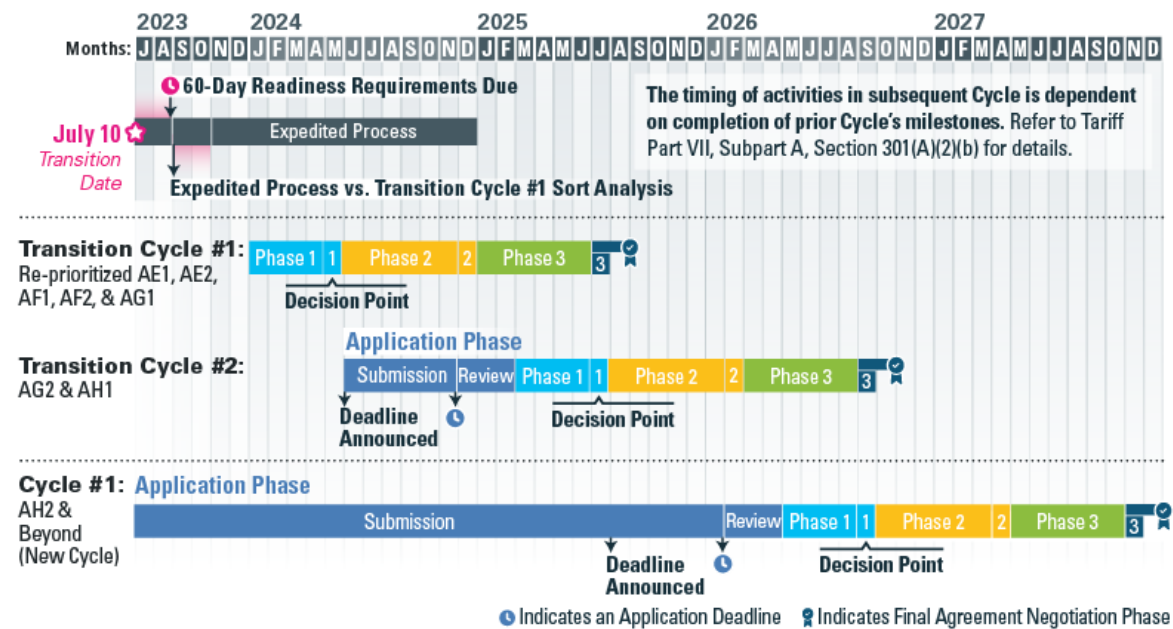 2023 2024 2025 2026 2027
Months: J A S O N D J F M A M J J A S O N D J F M A M J J A S O N D J F M A M J J A S O N D J F M A M J J A S O N D
60-Day Readiness Requirements Due
The timing of activities in subsequent Cycle is dependent
on completion of prior Cycle's milestones. Refer to Tariff
Part VII, Subpart A, Section 301(A)(2)(b) for details.
July 10
Transition
Date
Expedited Process
Expedited Process vs. Transition Cycle #1 Sort Analysis
Transition Cycle #1:
Re-prioritized AE1, AE2,
AF1, AF2, & AG1
Phase 1 1 Phase 2 2 Phase 3 3
Decision Point
Application Phase
Transition Cycle #2:
AG2 & AH1
Submission Review Phase 1 1 Phase 2 2 Phase 3 3
Deadline
Announced
Decision Point
Cycle #1: Application Phase
AH2 &
Beyond
(New Cycle)
Submission Review Phase 1 1 Phase 2 2 Phase 3 3
Deadline
Announced
Decision Point
Indicates an Application Deadline Indicates Final Agreement Negotiation Phase